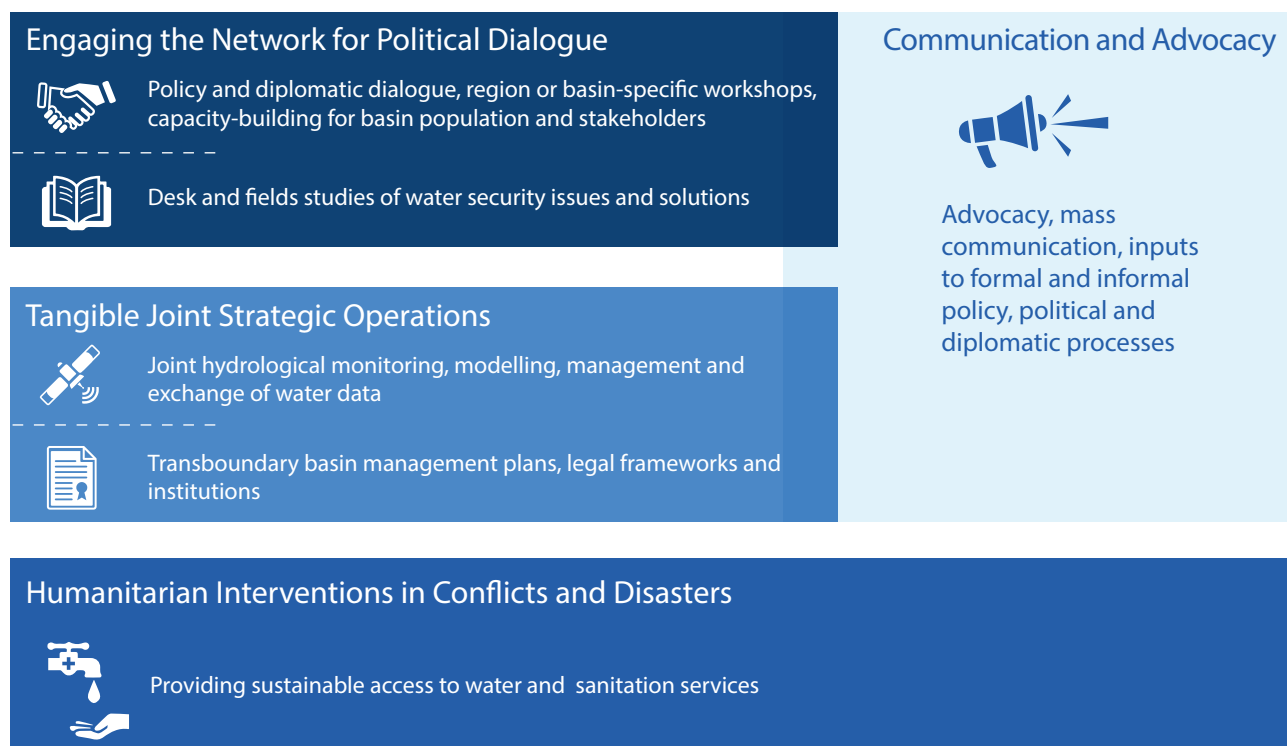 Engaging the Network for Political Dialogue
Policy and diplomatic dialogue, region or basin-specific workshops,
capacity-building for basin population and stakeholders
Desk and fields studies of water security issues and solutions
Tangible Joint Strategic Operations
Joint hydrological monitoring, modelling, management and
exchange of water data
Transboundary basin management plans, legal frameworks and
institutions
Communication and Advocacy
Advocacy, mass
communication, inputs
to formal and informal
policy, political and
diplomatic processes
Humanitarian Interventions in Conflicts and Disasters
Providing sustainable access to water and sanitation services